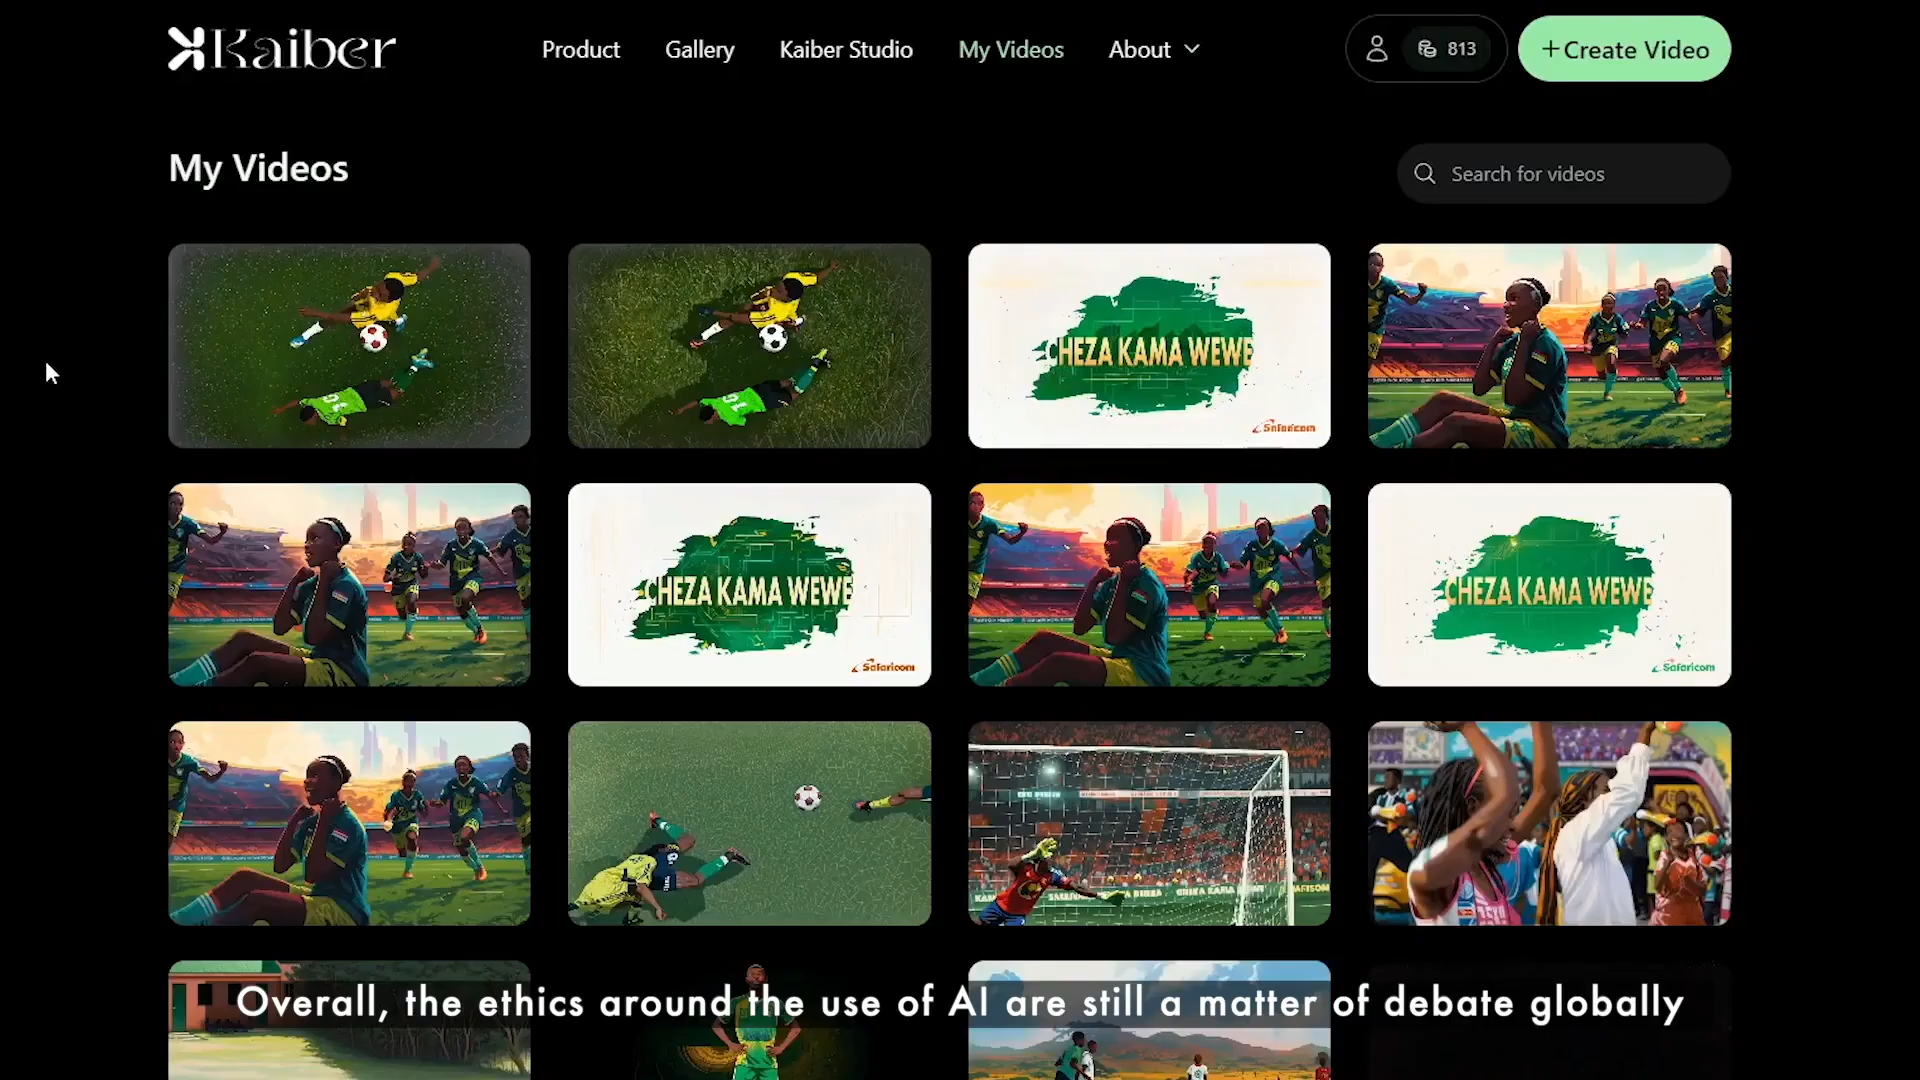 Kaiber
Product
Gallery
Kaiber Studio
My Videos
About
813
+Create Video
My Videos
Search for videos
10
CHEZA KAMA WEWE
Safaricom
CHEZA KAMA WEWE
Safaricom
CHEZA KAMA WEWE
Safaricom
Overall, the ethics around the use of AI are still a matter of debate globally